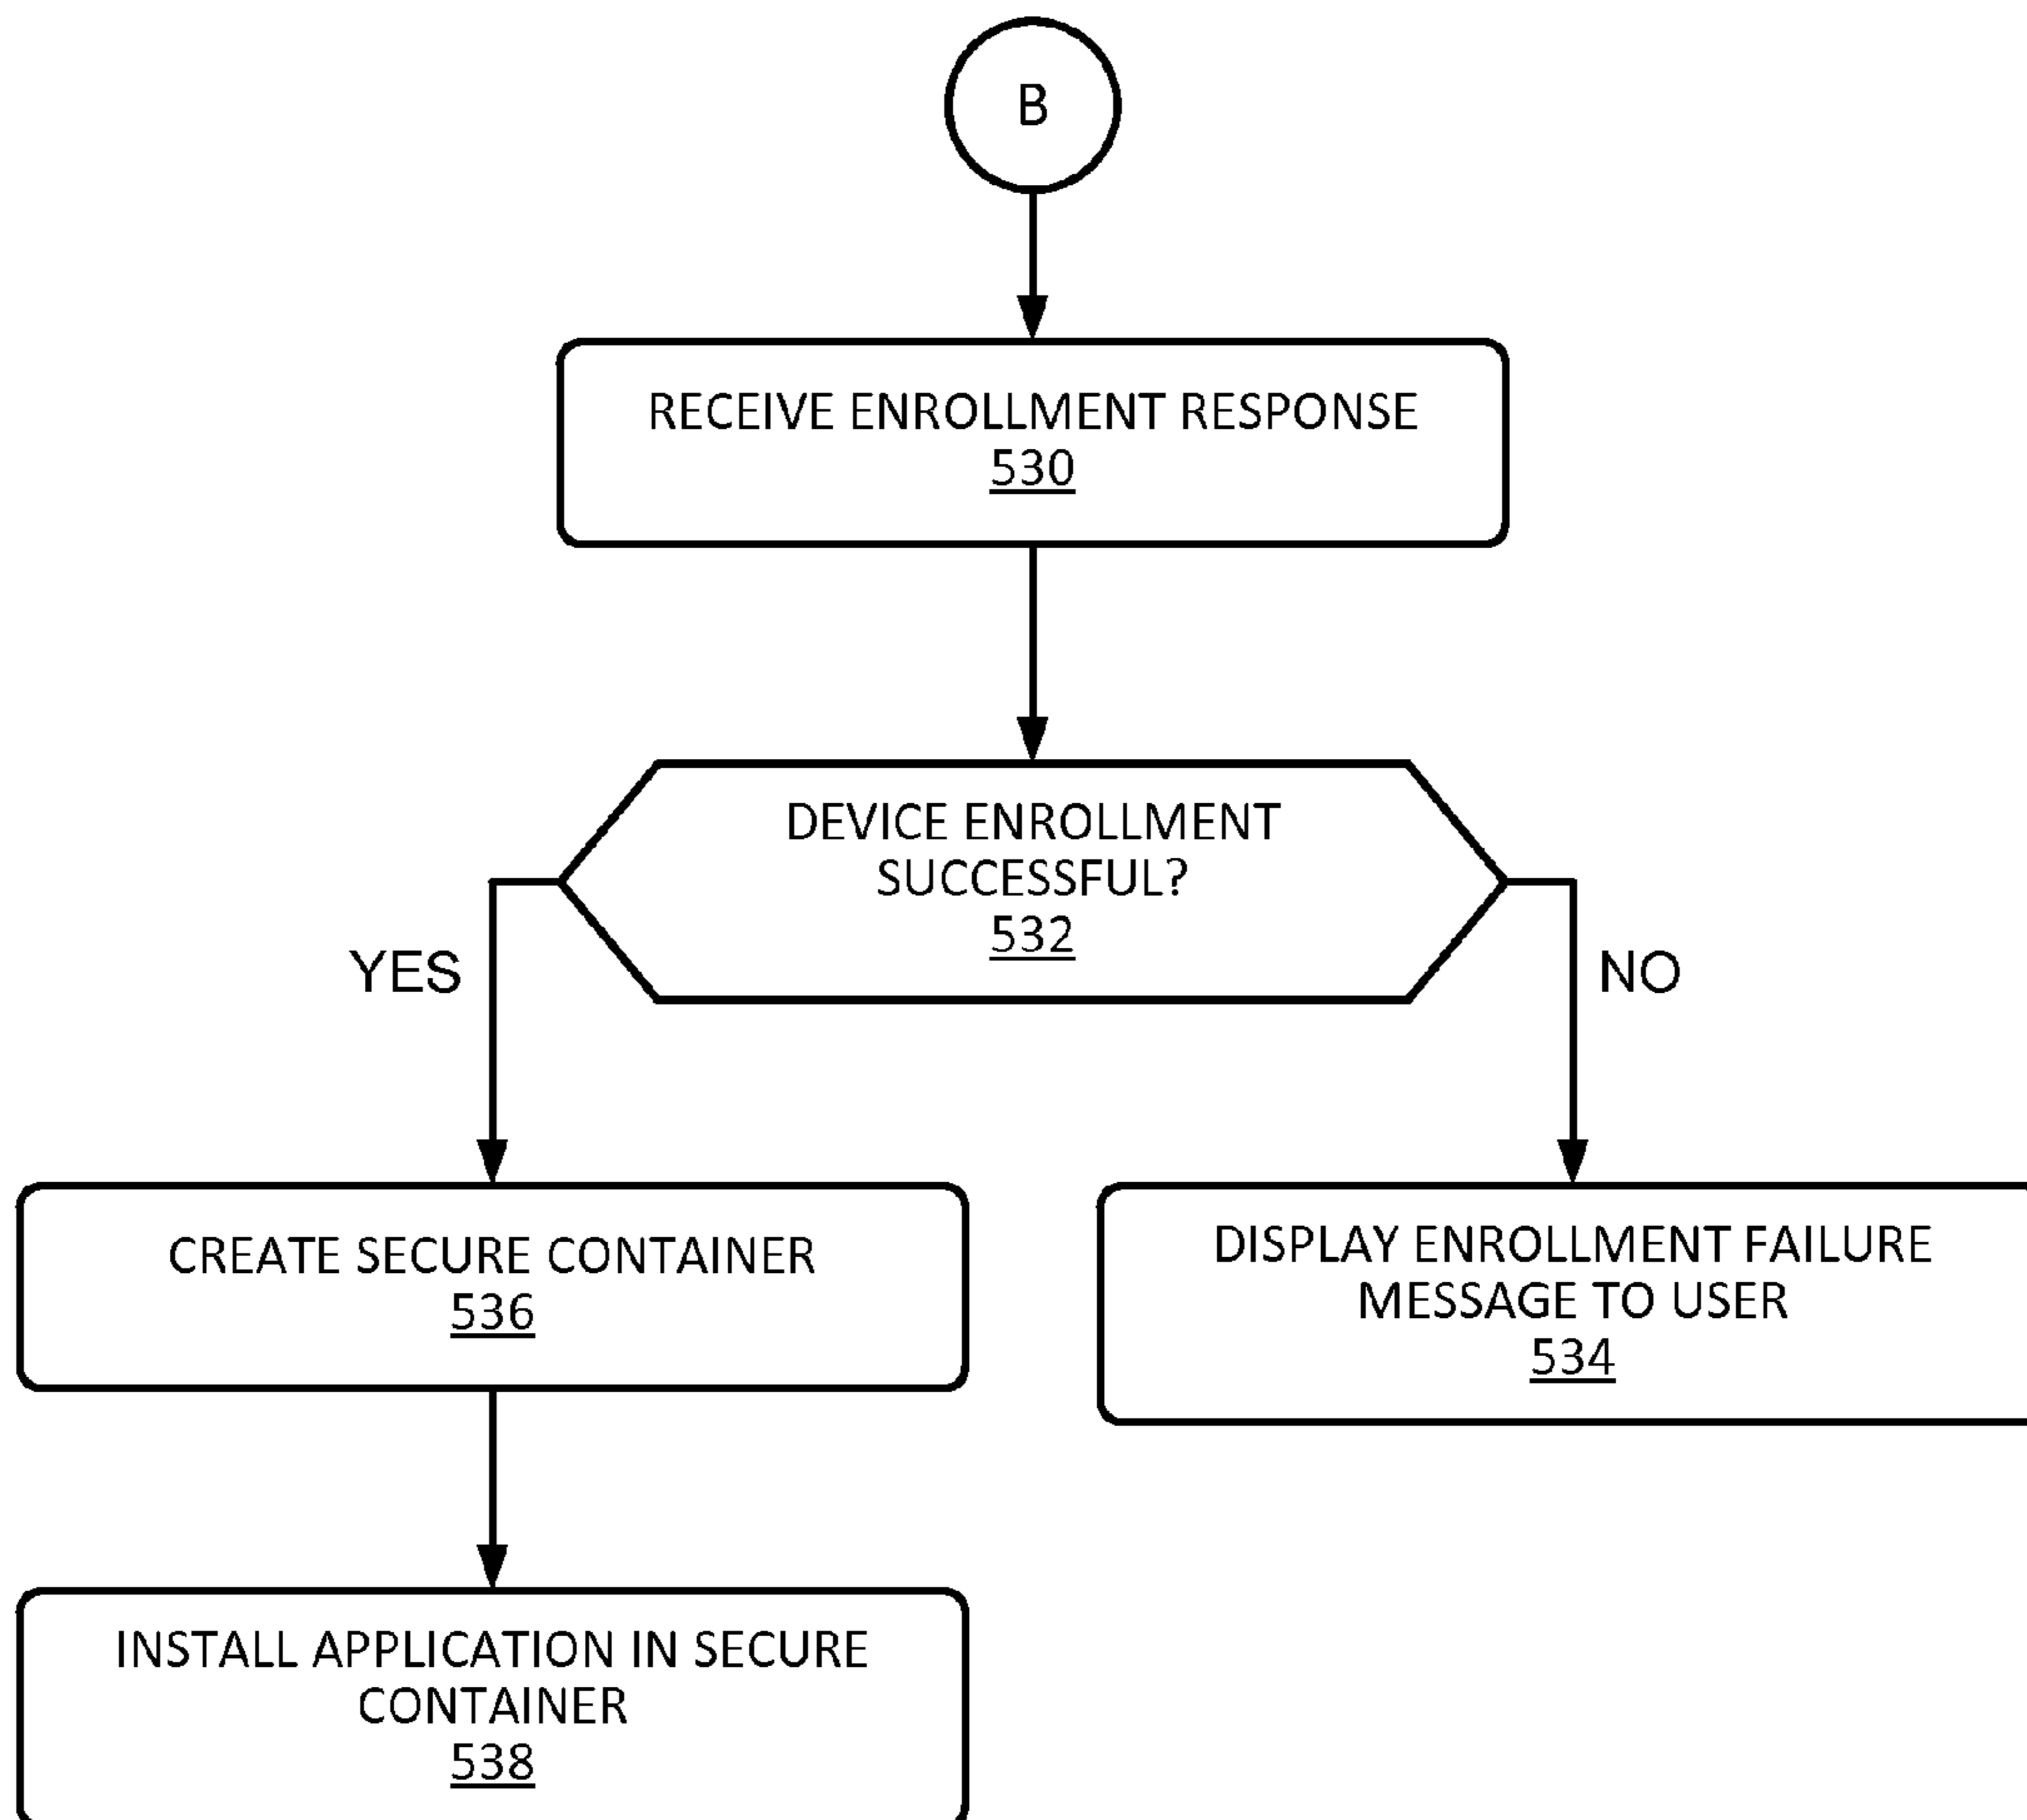 B
RECEIVE ENROLLMENT RESPONSE
530
DEVICE ENROLLMENT
SUCCESSFUL?
532
YES
NO
CREATE SECURE CONTAINER
536
DISPLAY ENROLLMENT FAILURE
MESSAGE TO USER
534
INSTALL APPLICATION IN SECURE
CONTAINER
538